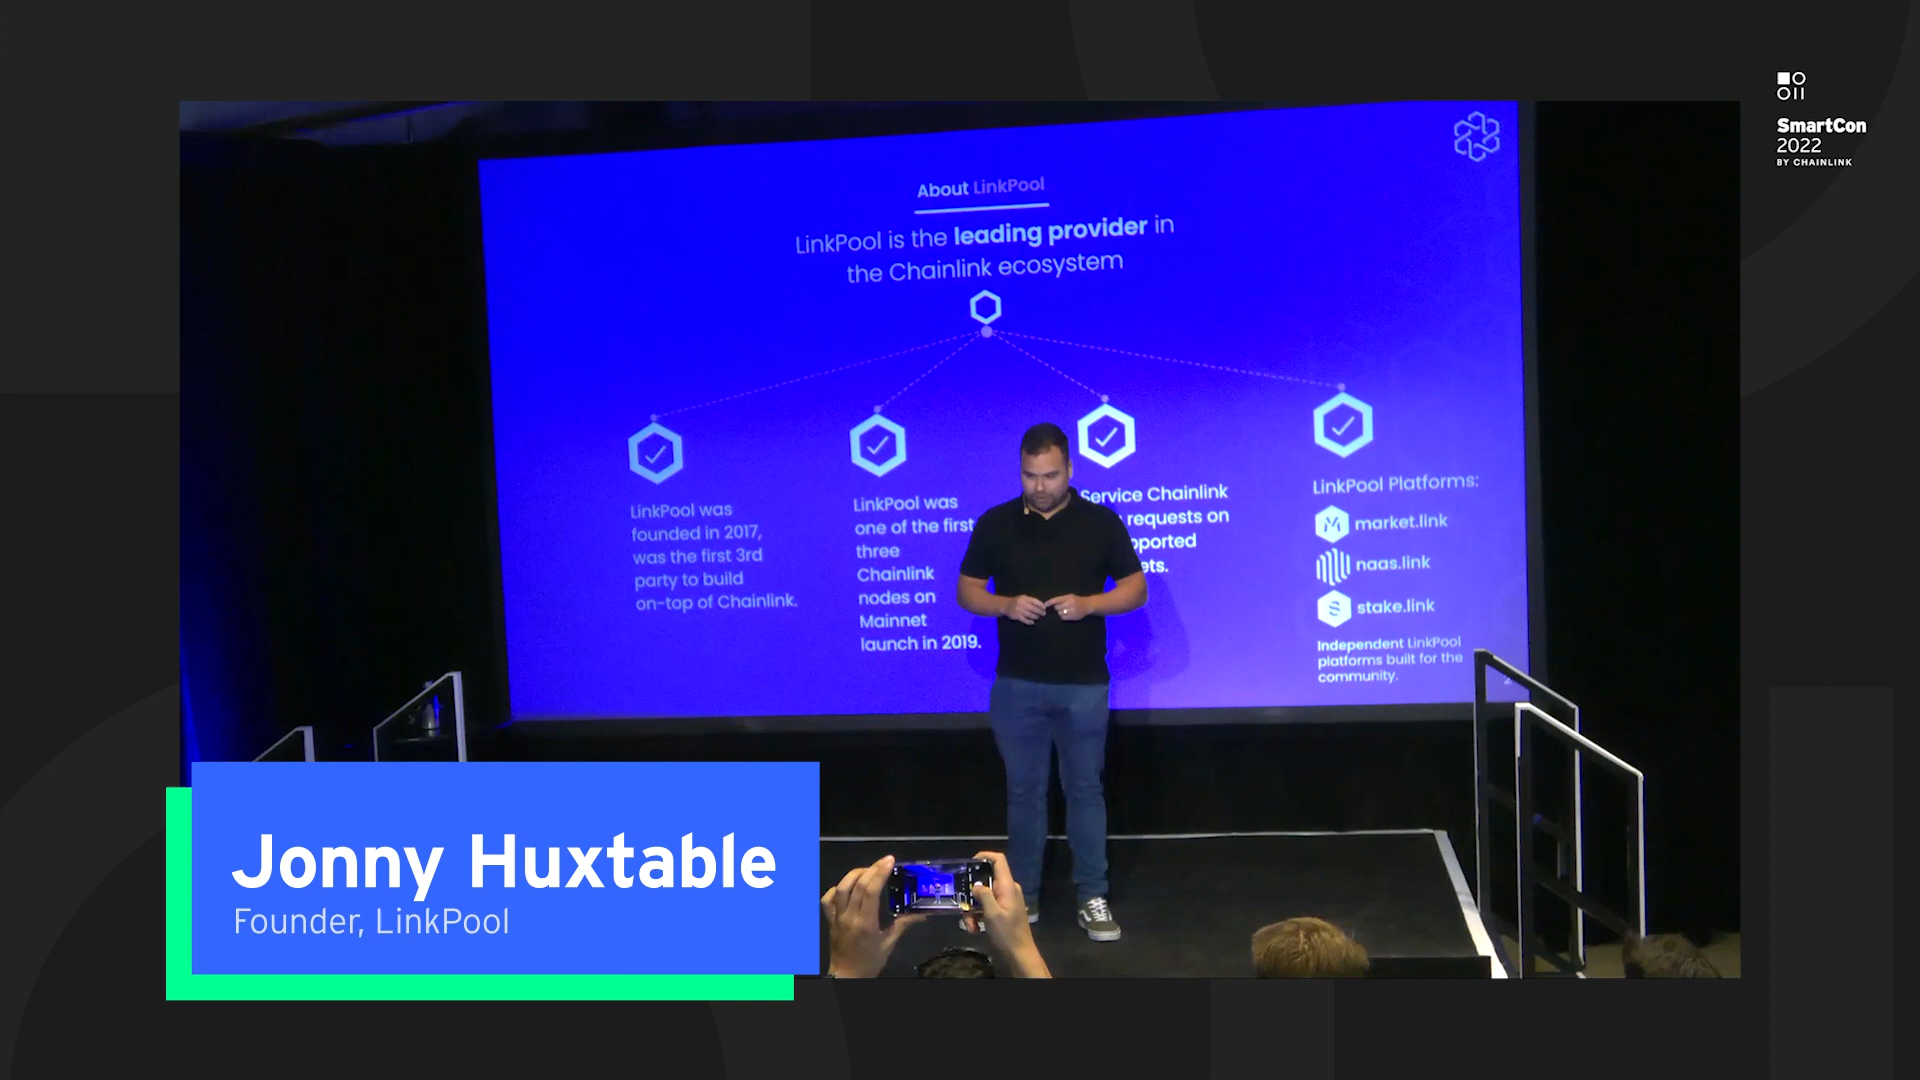 SmartCon
2022
BY CHAINLINK
About LinkPool
LinkPool is the leading provider in
the Chainlink ecosystem
LinkPool was
founded in 2017,
was the first 3rd
party to build
on-top of Chainlink.
LinkPool was
one of the first
three
Chainlink
nodes on
Mainnet
launch in 2019.
Service Chainlink
requests on
LinkPool Platforms:
market.link
naas.link
stake.link
Independent LinkPool
platforms built for the
community.
2
Jonny Huxtable
Founder, LinkPool